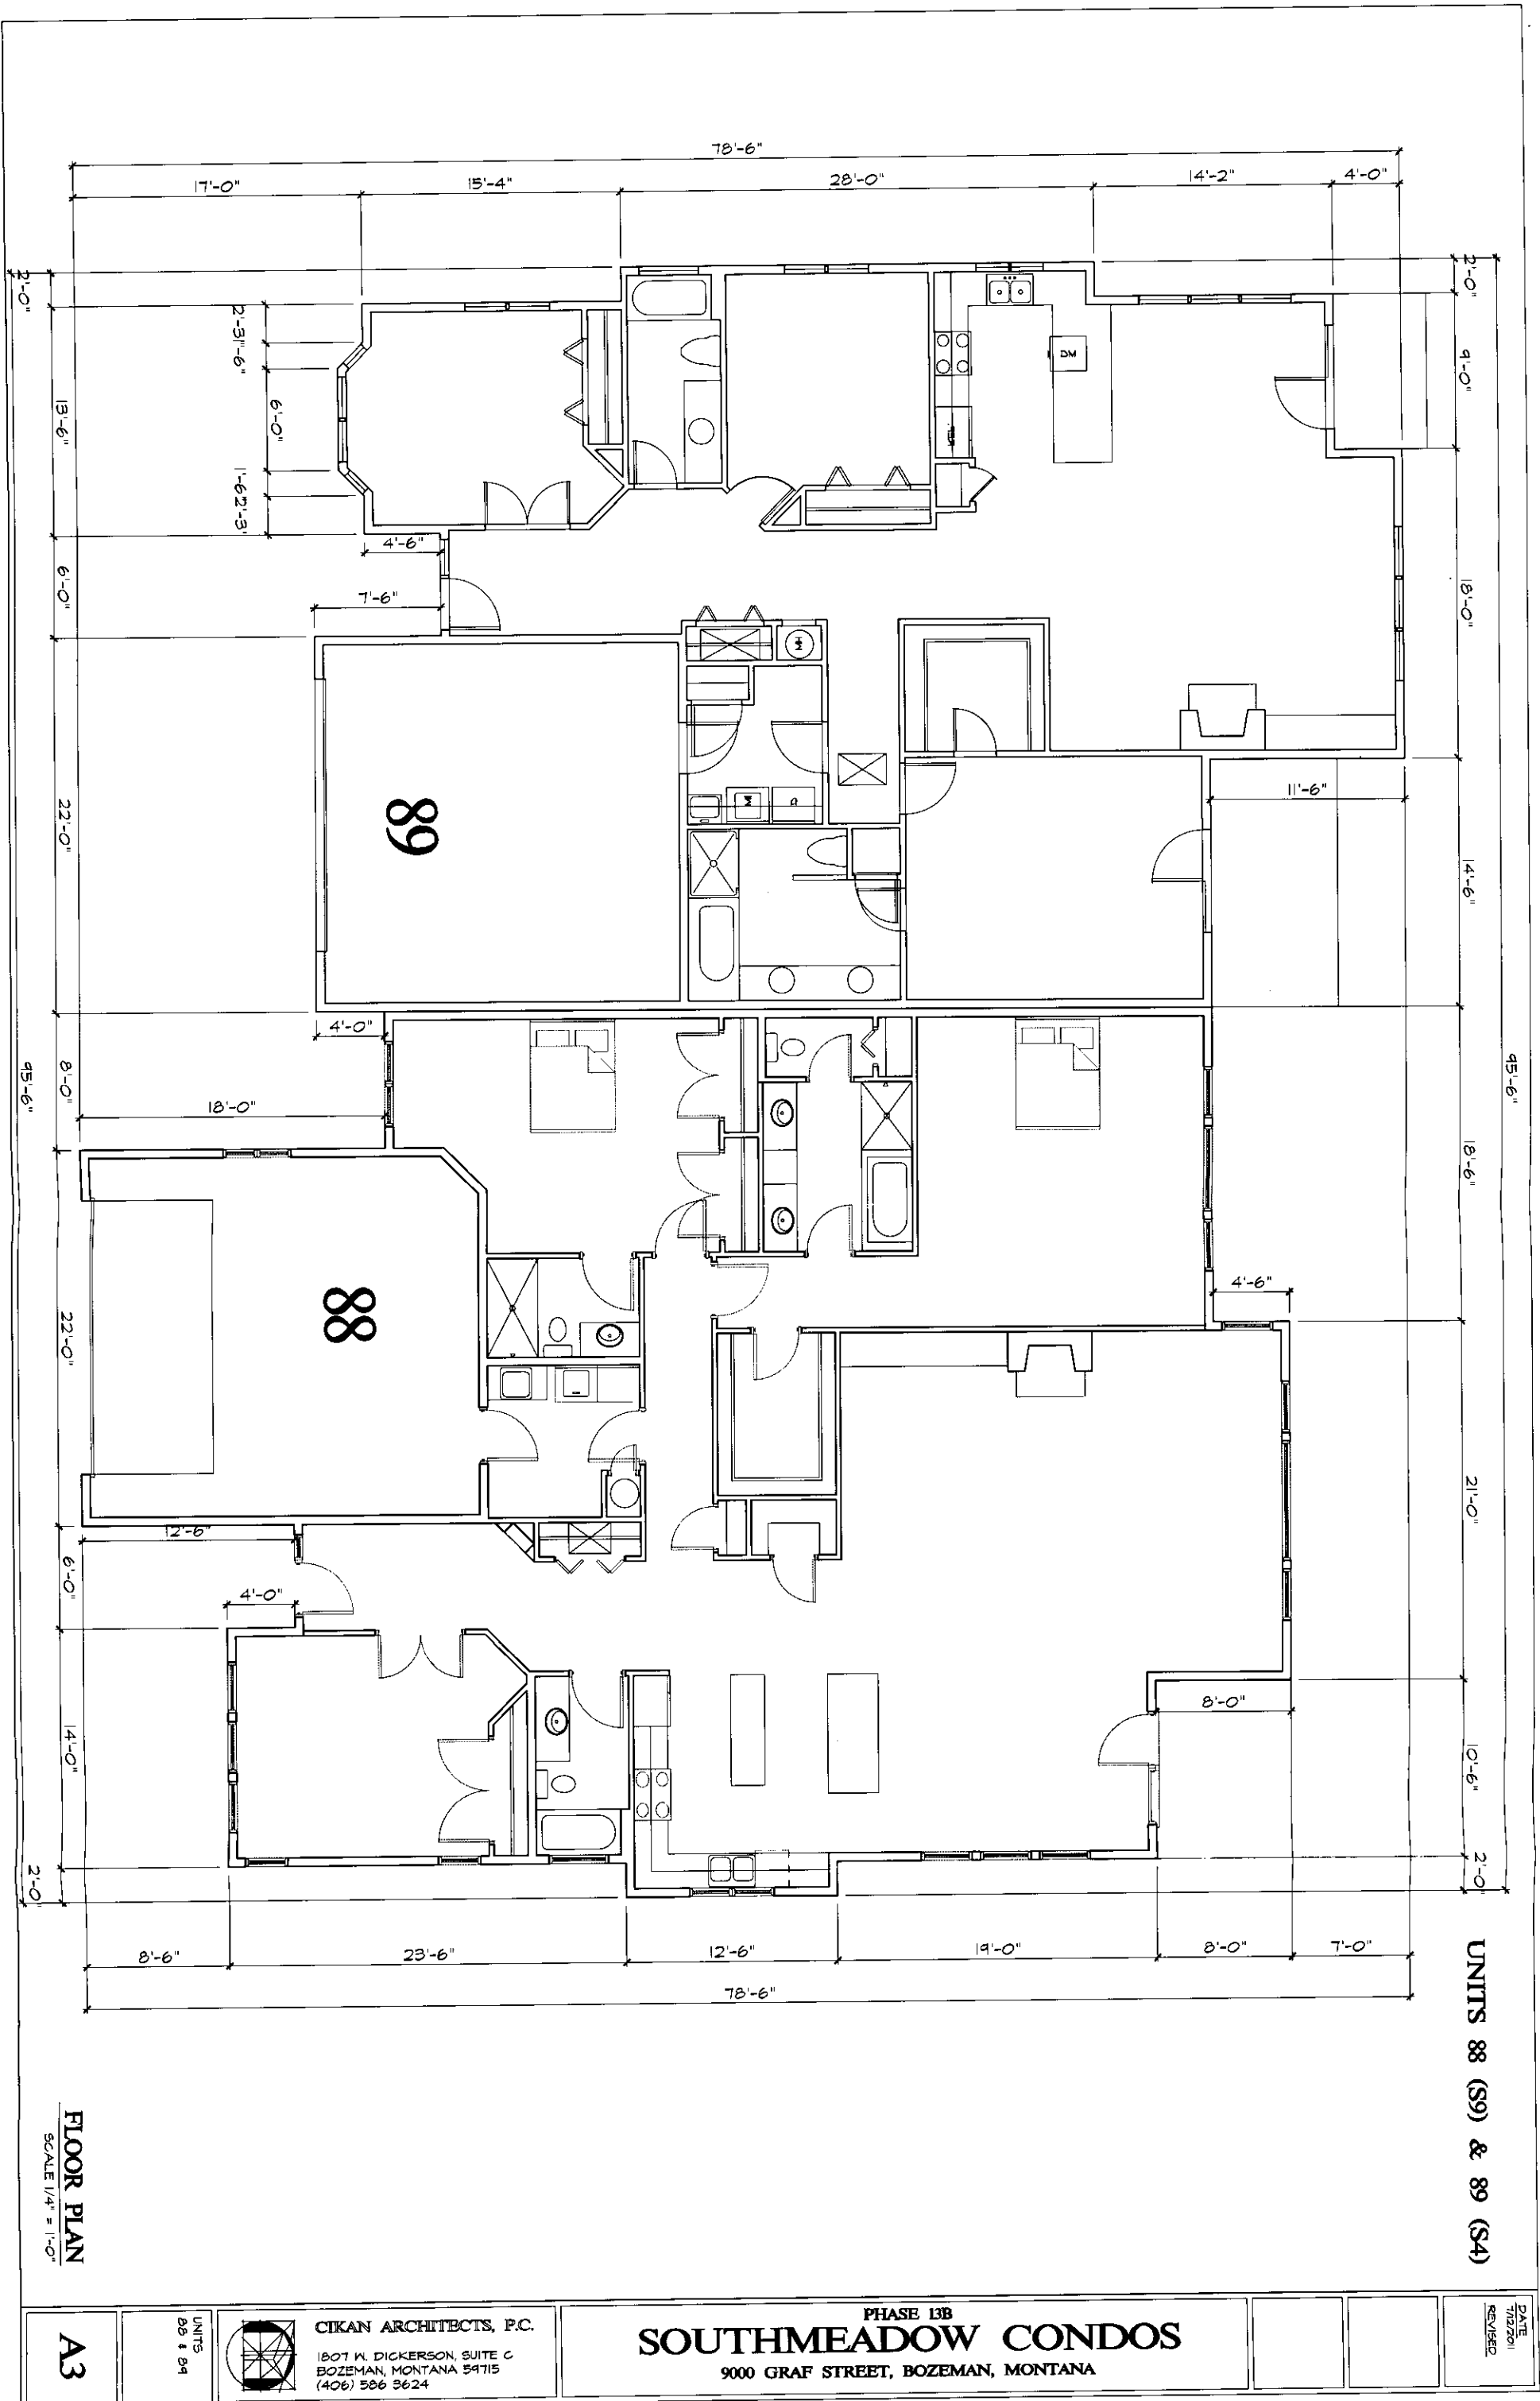 78'-6"
17'-0"
15'-4"
28'-0"
14'-2"
4'-0"
2'-0"
13'-6"
6'-0"
22'-0"
8'-0"
22'-0"
6'-0"
14'-0"
2'-0"
95'-6"
2'-3"
1'-6"
6'-0"
1'-6"
2'-3"
4'-6"
7'-6"
4'-0"
18'-0"
12'-6"
4'-0"
DW
WH
89
88
2'-0"
9'-0"
18'-0"
14'-6"
18'-6"
21'-0"
10'-6"
2'-0"
95'-6"
11'-6"
4'-6"
8'-0"
8'-6"
23'-6"
12'-6"
19'-0"
8'-0"
7'-0"
78'-6"
UNITS 88 (S9) & 89 (S4)
FLOOR PLAN
SCALE 1/4" = 1'-0"
A3
UNITS
88 & 89
CIKAN ARCHITECTS, P.C.
1807 W. DICKERSON, SUITE C
BOZEMAN, MONTANA 59715
(406) 586 3624
PHASE 13B
SOUTHMEADOW CONDOS
9000 GRAF STREET, BOZEMAN, MONTANA
DATE
7/12/2011
REVISED